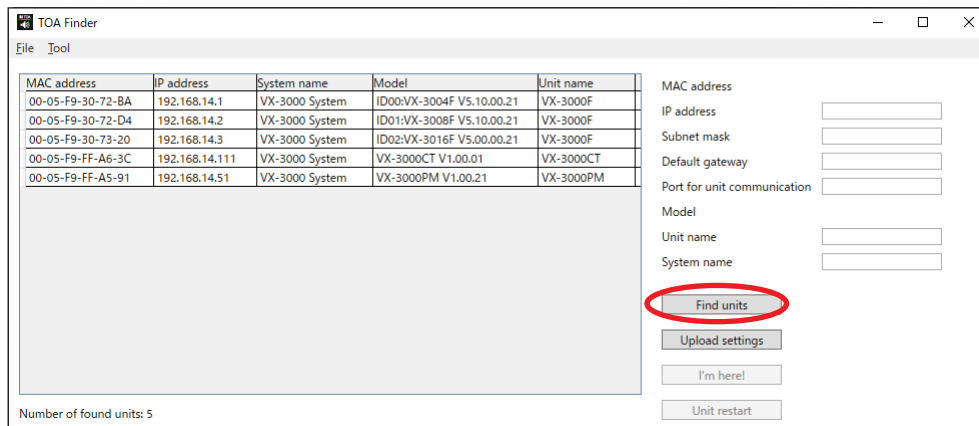 TOA Finder
File Tool
MAC address IP address System name Model Unit name
00-05-F9-30-72-BA 192.168.14.1 VX-3000 System ID00:VX-3004F V5.10.00.21 VX-3000F
00-05-F9-30-72-D4 192.168.14.2 VX-3000 System ID01:VX-3008F V5.10.00.21 VX-3000F
00-05-F9-30-73-20 192.168.14.3 VX-3000 System ID02:VX-3016F V5.00.00.21 VX-3000F
00-05-F9-FF-A6-3C 192.168.14.111 VX-3000 System VX-3000CT V1.00.01 VX-3000CT
00-05-F9-FF-A5-91 192.168.14.51 VX-3000 System VX-3000PM V1.00.21 VX-3000PM
Number of found units: 5
MAC address
IP address
Subnet mask
Default gateway
Port for unit communication
Model
Unit name
System name
Find units
Upload settings
I'm here!
Unit restart